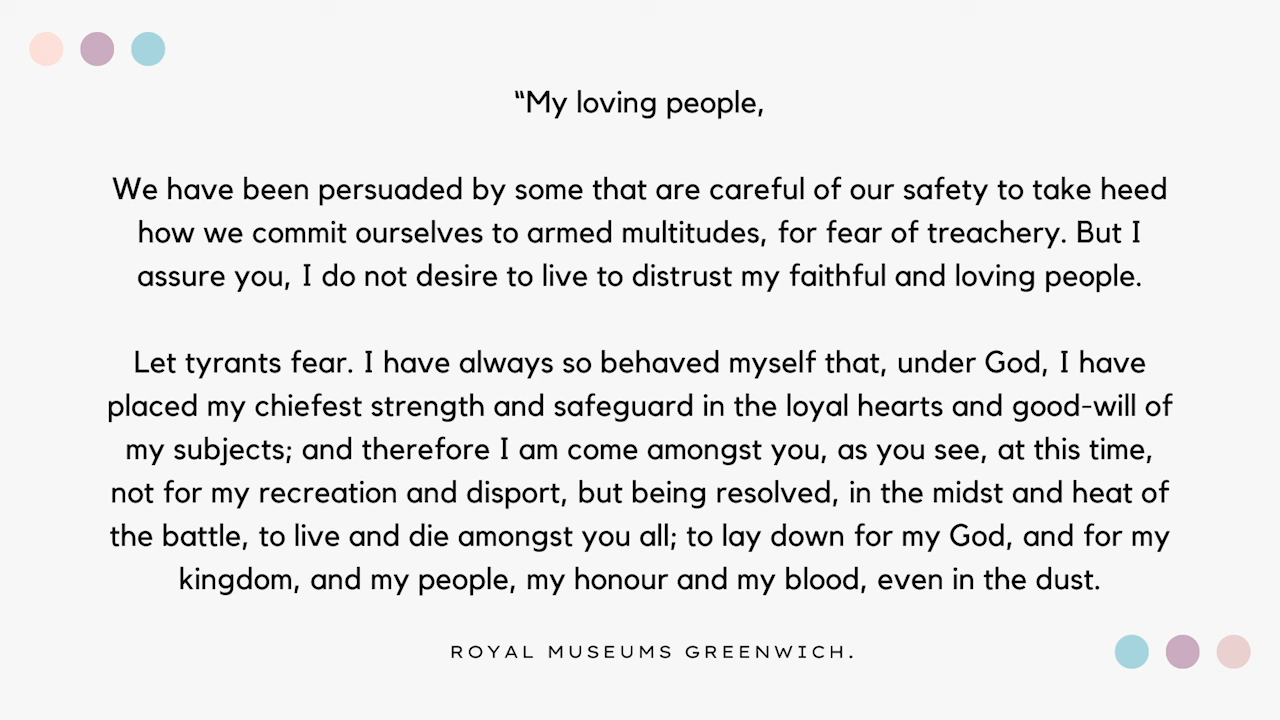 “My loving people,
We have been persuaded by some that are careful of our safety to take heed
how we commit ourselves to armed multitudes, for fear of treachery. But I
assure you, I do not desire to live to distrust my faithful and loving people.
Let tyrants fear. I have always so behaved myself that, under God, I have
placed my chiefest strength and safeguard in the loyal hearts and good-will of
my subjects; and therefore I am come amongst you, as you see, at this time,
not for my recreation and disport, but being resolved, in the midst and heat of
the battle, to live and die amongst you all; to lay down for my God, and for my
kingdom, and my people, my honour and my blood, even in the dust.
ROYAL MUSEUMS GREENWICH.